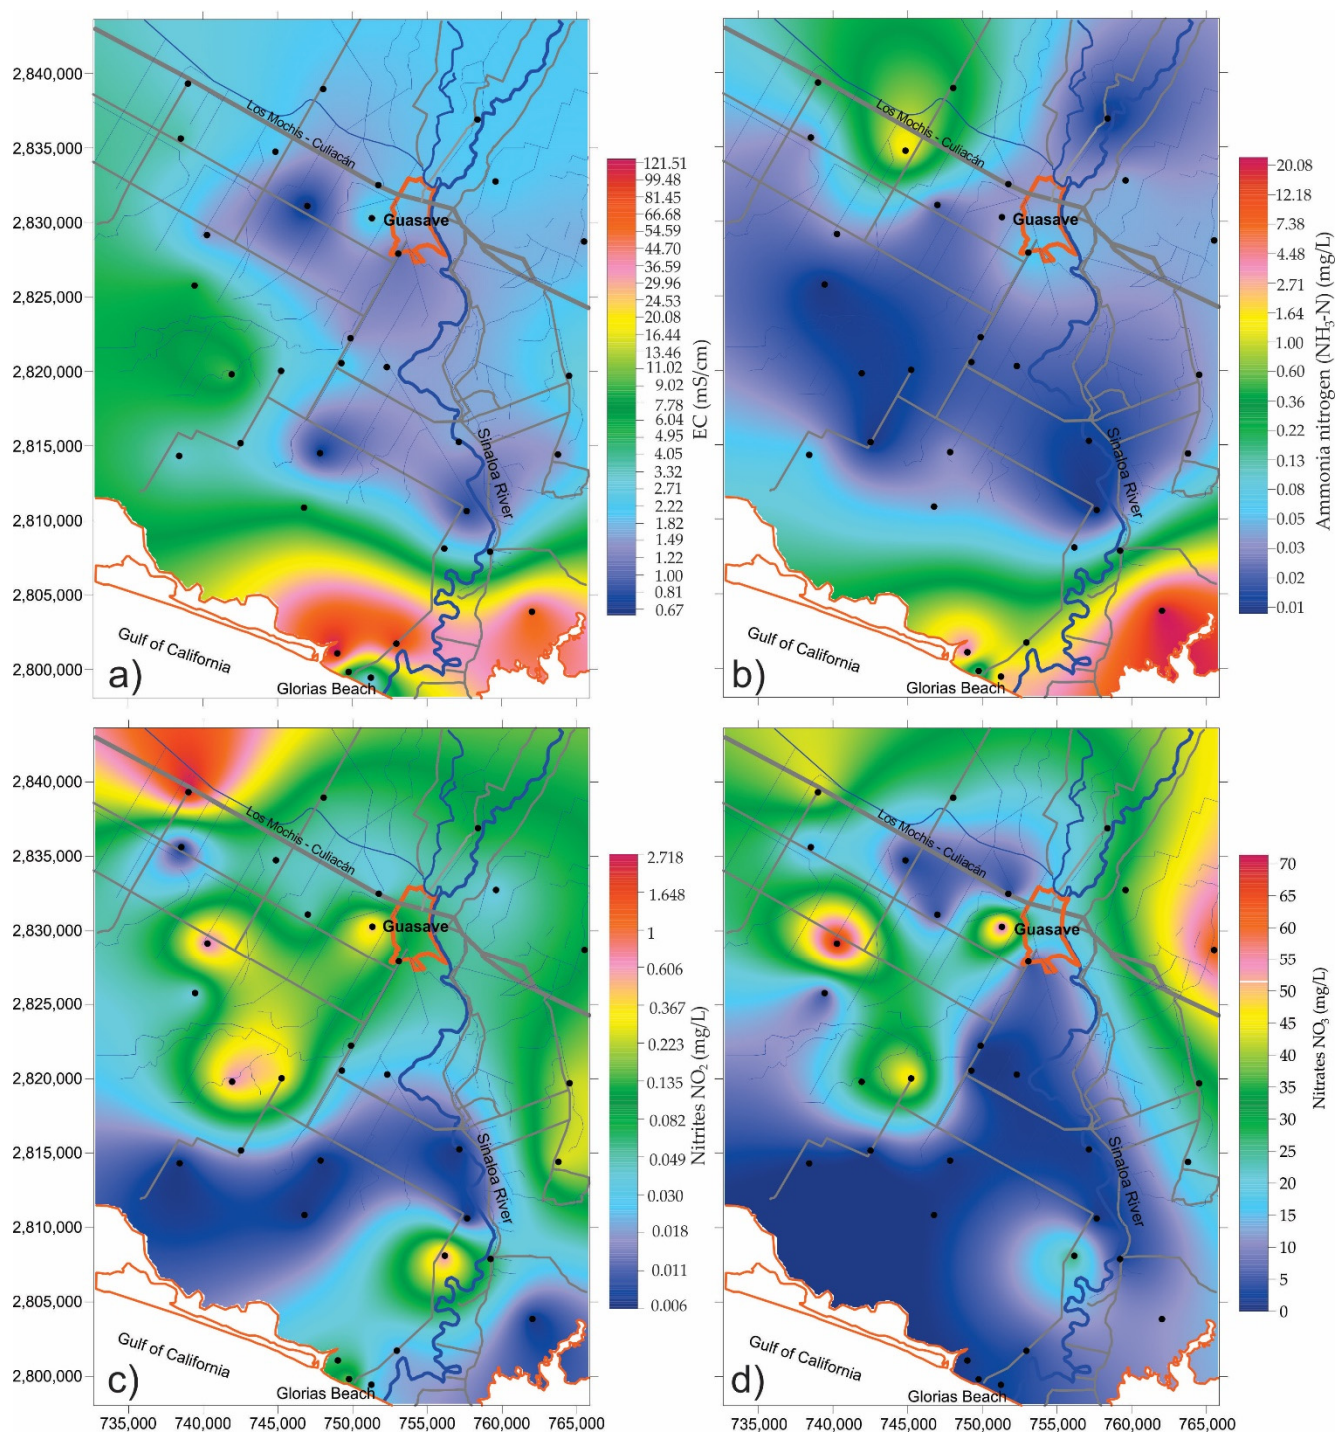 2,840,000
2,835,000
2,830,000
2,825,000
2,820,000
2,815,000
2,810,000
2,805,000
2,800,000
Los Mochis - Culiacán
Guasave
Sinaloa River
Gulf of California
Glorias Beach
a)
121.51
99.48
81.45
66.68
54.59
44.70
36.59
29.96
24.53
20.08
16.44
13.46
11.02
9.02
7.78
6.04
4.95
4.05
3.32
2.71
2.22
1.82
1.49
1.22
1.00
0.81
0.67
EC (mS/cm)
Los Mochis - Culiacán
Guasave
Sinaloa River
Gulf of California
Glorias Beach
b)
20.08
12.18
7.38
4.48
2.71
1.64
1.00
0.60
0.36
0.22
0.13
0.08
0.05
0.03
0.02
0.01
Ammonia nitrogen (NH₃-N) (mg/L)
2,840,000
2,835,000
2,830,000
2,825,000
2,820,000
2,815,000
2,810,000
2,805,000
2,800,000
Los Mochis - Culiacán
Guasave
Sinaloa River
Gulf of California
Glorias Beach
c)
735,000 740,000 745,000 750,000 755,000 760,000 765,000
2.718
1.648
1
0.606
0.367
0.223
0.135
0.082
0.049
0.030
0.018
0.011
0.006
Nitrites NO₂ (mg/L)
Los Mochis - Culiacán
Guasave
Sinaloa River
Gulf of California
Glorias Beach
d)
735,000 740,000 745,000 750,000 755,000 760,000 765,000
70
65
60
55
50
45
40
35
30
25
20
15
10
5
0
Nitrates NO₃ (mg/L)